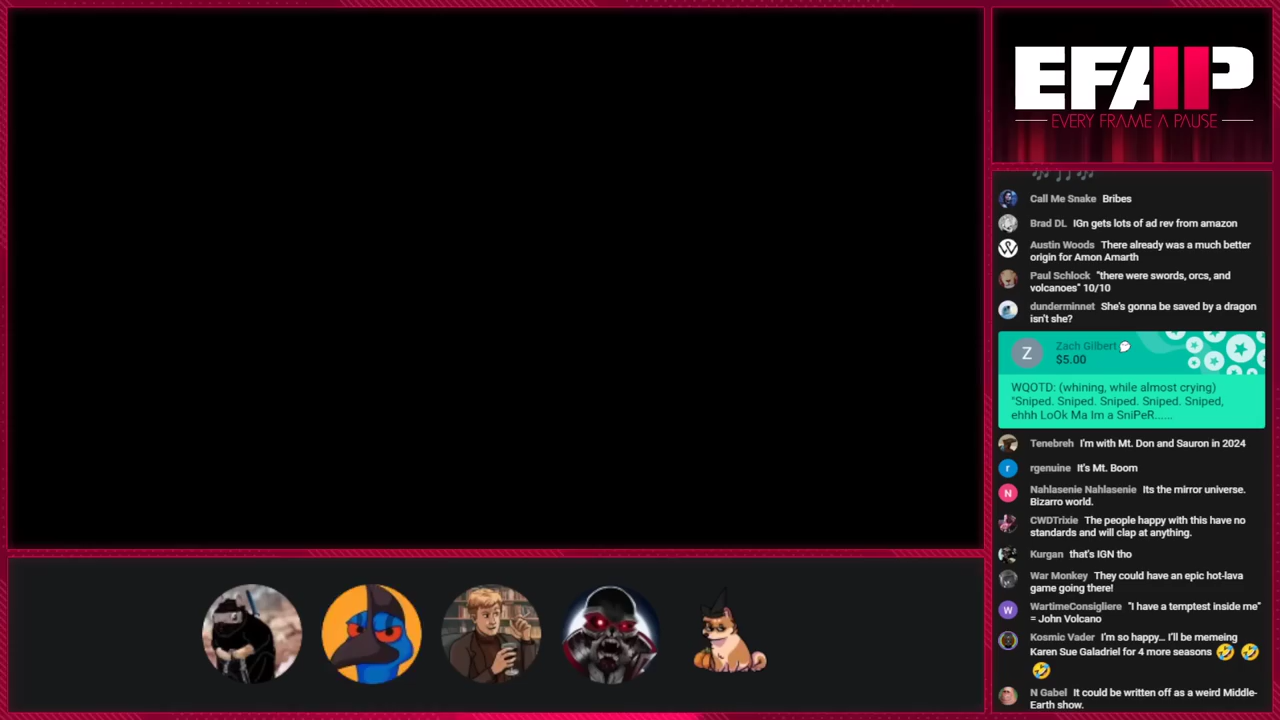 EFAP
EVERY FRAME A PAUSE
Call Me Snake Bribes
Brad DL IGn gets lots of ad rev from amazon
Austin Woods There already was a much better
origin for Amon Amarth
Paul Schlock "there were swords, orcs, and
volcanoes" 10/10
dunderminnet She's gonna be saved by a dragon
isn't she?
Z
Zach Gilbert
$5.00
WQOTD: (whining, while almost crying)
"Sniped. Sniped. Sniped. Sniped. Sniped,
ehhh LoOk Ma Im a SniPeR......
Tenebreh I'm with Mt. Don and Sauron in 2024
r rgenuine It's Mt. Boom
N Nahlasenie Nahlasenie Its the mirror universe.
Bizarro world.
CWDTrixie The people happy with this have no
standards and will clap at anything.
Kurgan that's IGN tho
War Monkey They could have an epic hot-lava
game going there!
W WartimeConsigliere "I have a temptest inside me"
= John Volcano
Kosmic Vader I'm so happy... I'll be memeing
Karen Sue Galadriel for 4 more seasons 🤣 🤣
🤣
N Gabel It could be written off as a weird Middle-
Earth show.